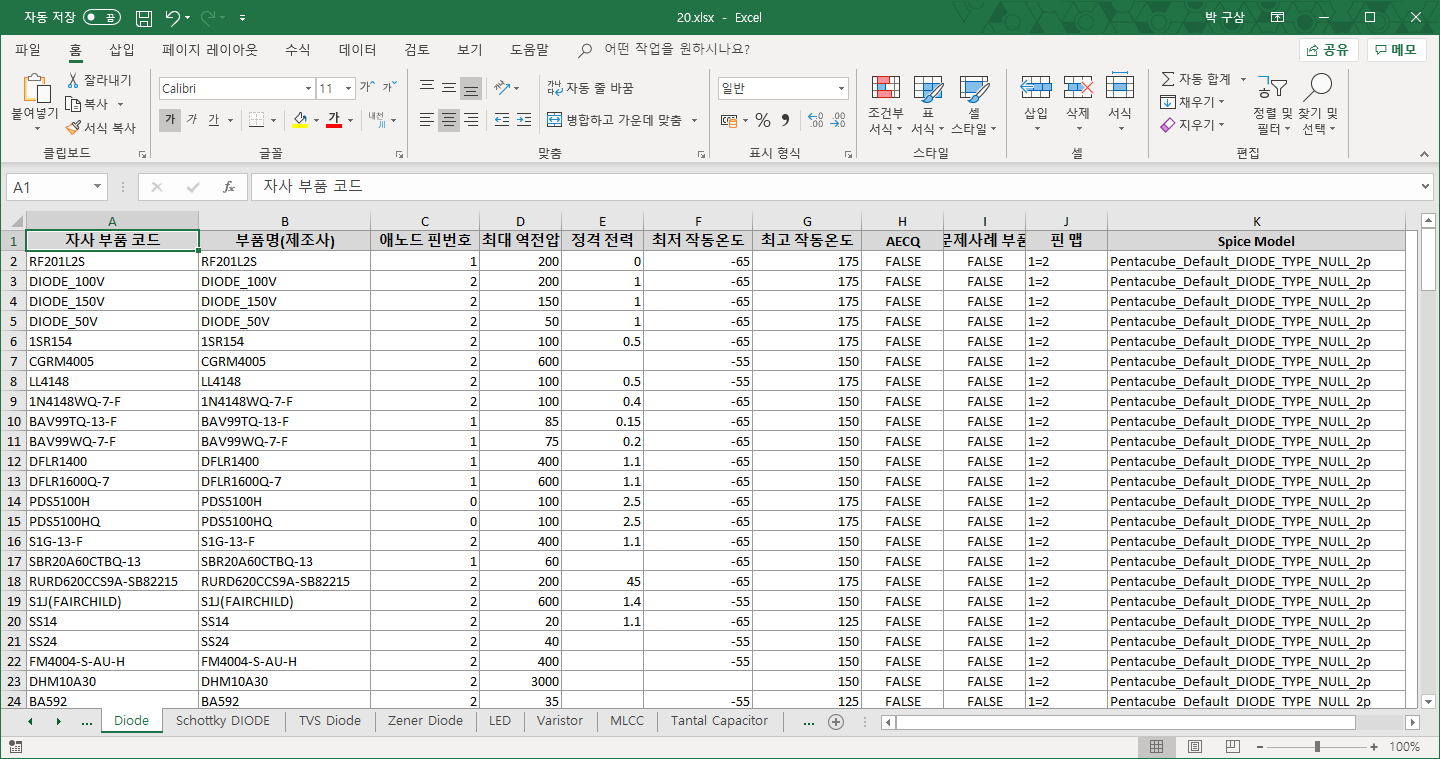 자동 저장 끔 20.xlsx - Excel 박 구삼
파일 홈 삽입 페이지 레이아웃 수식 데이터 검토 보기 도움말 어떤 작업을 원하시나요? 공유 메모
붙여넣기 잘라내기 복사 서식 복사 클립보드
Calibri 11 가 가 가 가 가 가 내천 글꼴
자동 줄 바꿈 병합하고 가운데 맞춤 맞춤
일반 % 표시 형식
조건부 서식 표 서식 셀 스타일 스타일
삽입 삭제 서식 셀
자동 합계 채우기 지우기 정렬 및 필터 찾기 및 선택 편집
A1 fx 자사 부품 코드
A B C D E F G H I J K
1 자사 부품 코드 부품명(제조사) 애노드 핀번호 최대 역전압 정격 전력 최저 작동온도 최고 작동온도 AECQ 문제사례 부품 핀 맵 Spice Model
2 RF201L2S RF201L2S 1 200 0 -65 175 FALSE FALSE 1=2 Pentacube_Default_DIODE_TYPE_NULL_2p
3 DIODE_100V DIODE_100V 2 200 1 -65 175 FALSE FALSE 1=2 Pentacube_Default_DIODE_TYPE_NULL_2p
4 DIODE_150V DIODE_150V 2 150 1 -65 175 FALSE FALSE 1=2 Pentacube_Default_DIODE_TYPE_NULL_2p
5 DIODE_50V DIODE_50V 2 50 1 -65 175 FALSE FALSE 1=2 Pentacube_Default_DIODE_TYPE_NULL_2p
6 1SR154 1SR154 2 100 0.5 -65 175 FALSE FALSE 1=2 Pentacube_Default_DIODE_TYPE_NULL_2p
7 CGRM4005 CGRM4005 2 600 -55 150 FALSE FALSE 1=2 Pentacube_Default_DIODE_TYPE_NULL_2p
8 LL4148 LL4148 2 100 0.5 -55 175 FALSE FALSE 1=2 Pentacube_Default_DIODE_TYPE_NULL_2p
9 1N4148WQ-7-F 1N4148WQ-7-F 2 100 0.4 -65 150 FALSE FALSE 1=2 Pentacube_Default_DIODE_TYPE_NULL_2p
10 BAV99TQ-13-F BAV99TQ-13-F 1 85 0.15 -65 150 FALSE FALSE 1=2 Pentacube_Default_DIODE_TYPE_NULL_2p
11 BAV99WQ-7-F BAV99WQ-7-F 1 75 0.2 -65 150 FALSE FALSE 1=2 Pentacube_Default_DIODE_TYPE_NULL_2p
12 DFLR1400 DFLR1400 1 400 1.1 -65 150 FALSE FALSE 1=2 Pentacube_Default_DIODE_TYPE_NULL_2p
13 DFLR1600Q-7 DFLR1600Q-7 1 600 1.1 -65 150 FALSE FALSE 1=2 Pentacube_Default_DIODE_TYPE_NULL_2p
14 PDS5100H PDS5100H 0 100 2.5 -65 175 FALSE FALSE 1=2 Pentacube_Default_DIODE_TYPE_NULL_2p
15 PDS5100HQ PDS5100HQ 0 100 2.5 -65 175 FALSE FALSE 1=2 Pentacube_Default_DIODE_TYPE_NULL_2p
16 S1G-13-F S1G-13-F 2 400 1.1 -65 150 FALSE FALSE 1=2 Pentacube_Default_DIODE_TYPE_NULL_2p
17 SBR20A60CTBQ-13 SBR20A60CTBQ-13 1 60 -65 150 FALSE FALSE 1=2 Pentacube_Default_DIODE_TYPE_NULL_2p
18 RURD620CCS9A-SB82215 RURD620CCS9A-SB82215 2 200 45 -65 175 FALSE FALSE 1=2 Pentacube_Default_DIODE_TYPE_NULL_2p
19 S1J(FAIRCHILD) S1J(FAIRCHILD) 2 600 1.4 -55 150 FALSE FALSE 1=2 Pentacube_Default_DIODE_TYPE_NULL_2p
20 SS14 SS14 2 20 1.1 -65 125 FALSE FALSE 1=2 Pentacube_Default_DIODE_TYPE_NULL_2p
21 SS24 SS24 2 40 -55 150 FALSE FALSE 1=2 Pentacube_Default_DIODE_TYPE_NULL_2p
22 FM4004-S-AU-H FM4004-S-AU-H 2 400 -55 150 FALSE FALSE 1=2 Pentacube_Default_DIODE_TYPE_NULL_2p
23 DHM10A30 DHM10A30 2 3000 150 FALSE FALSE 1=2 Pentacube_Default_DIODE_TYPE_NULL_2p
24 BA592 BA592 2 35 -55 125 FALSE FALSE 1=2 Pentacube_Default_DIODE_TYPE_NULL_2p
... Diode Schottky DIODE TVS Diode Zener Diode LED Varistor MLCC Tantal Capacitor ...
100%